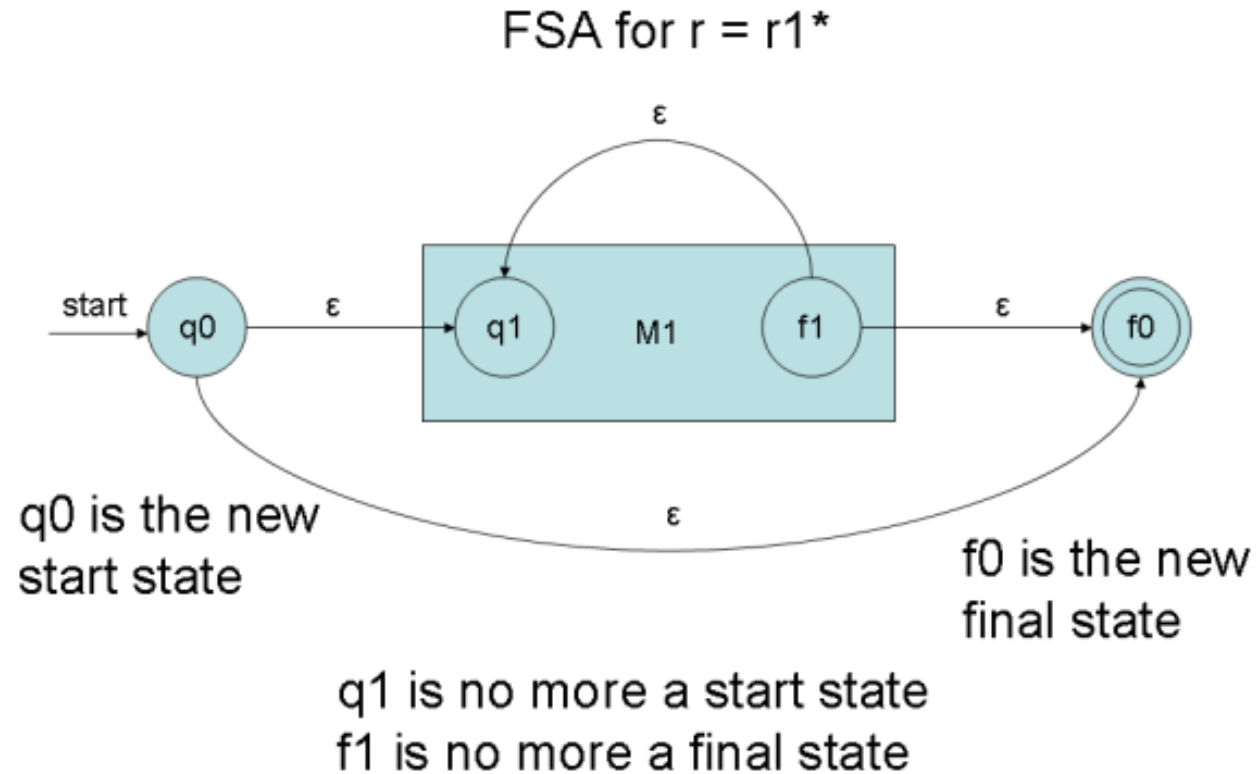 FSA for r = r1*
ε
start
q0
ε
q1
M1
f1
ε
f0
ε
q0 is the new
start state
f0 is the new
final state
q1 is no more a start state
f1 is no more a final state